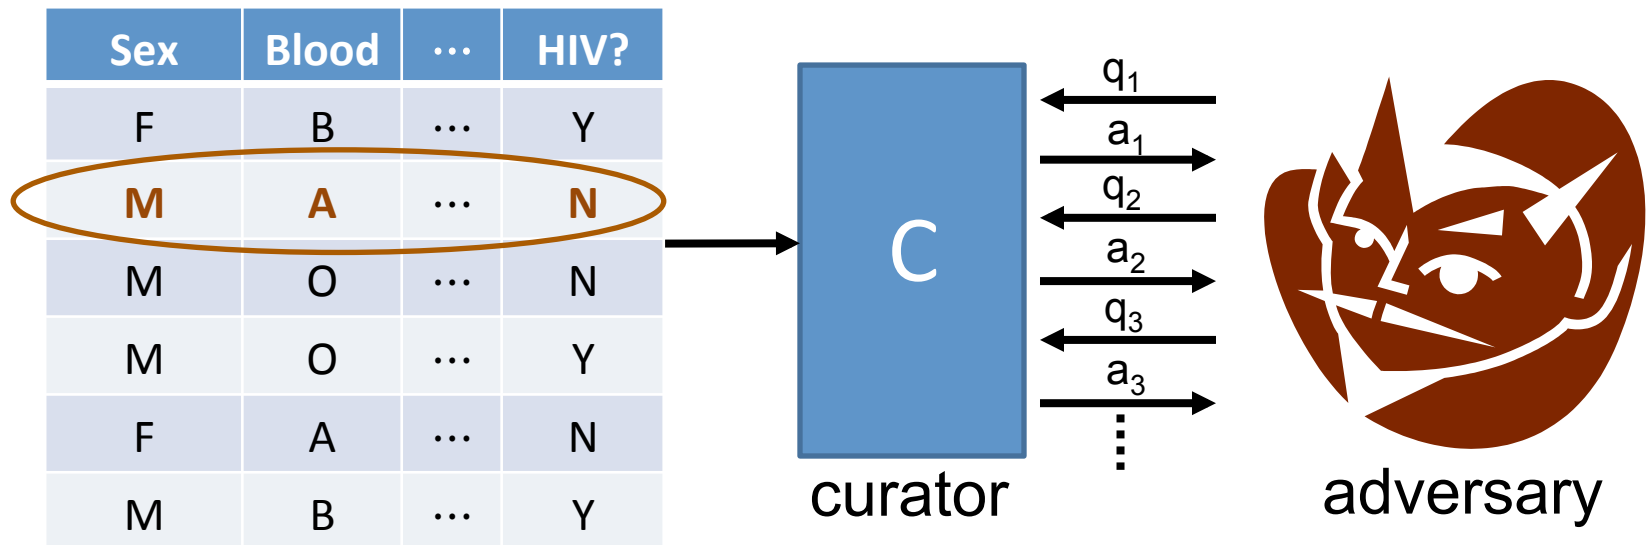 Sex Blood ... HIV?
F B ... Y
M A ... N
M O ... N
M O ... Y
F A ... N
M B ... Y
C
curator
q1
a1
q2
a2
q3
a3
adversary